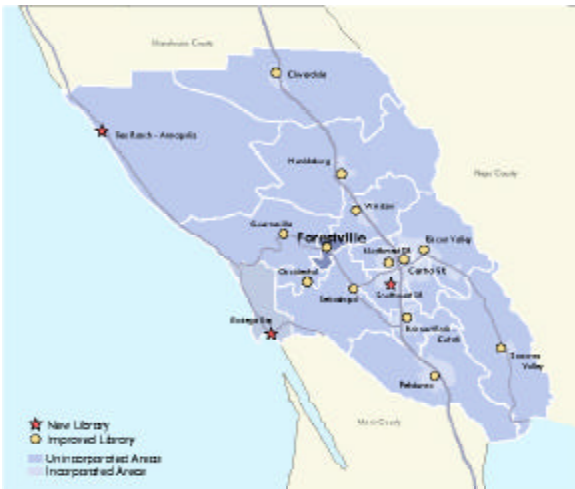 Mendocino County
Cloverdale
Sea Ranch - Annapolis
Healdsburg
Napa County
Windsor
Guerneville
Forestville
Rincon Valley
Northwest SR
Central SR
Occidental
Sebastopol
Southwest SR
Bodega Bay
Rohnert Park -
Cotati
Sonoma
Valley
Petaluma
Marin County
New Library
Improved Library
Unincorporated Areas
Incorporated Areas